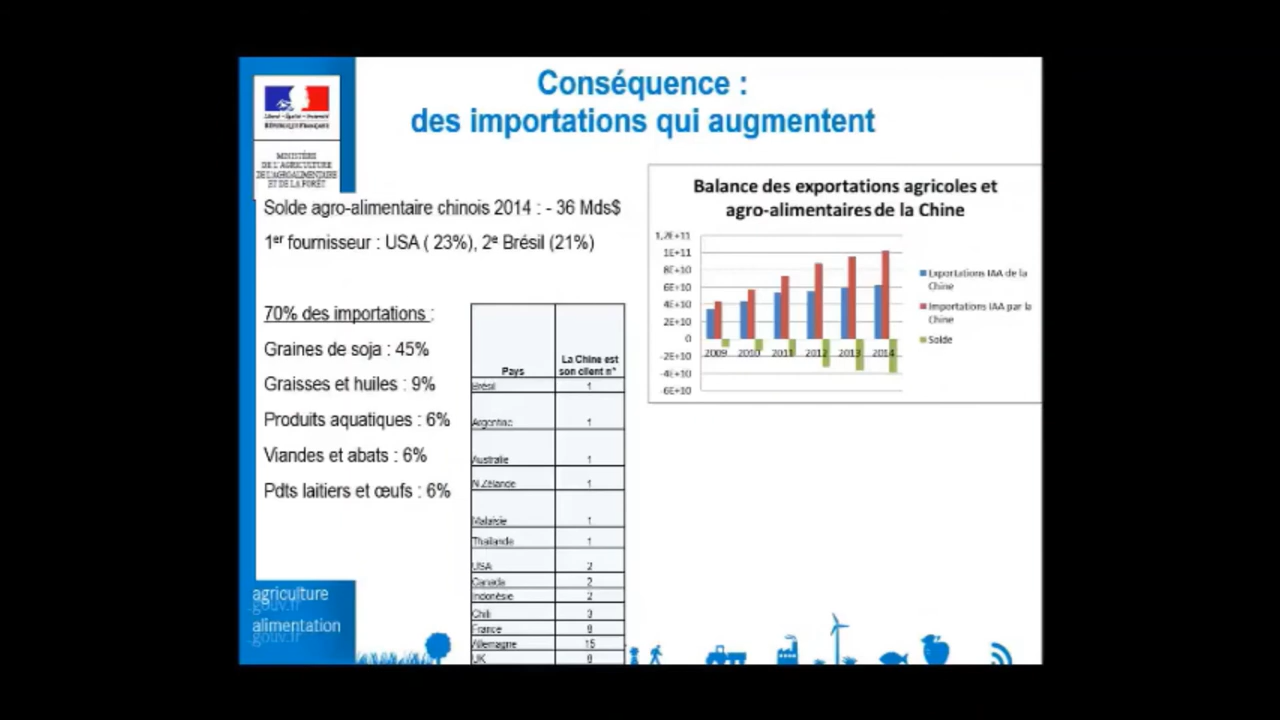 Conséquence :
des importations qui augmentent
Liberté • Égalité • Fraternité
RÉPUBLIQUE FRANÇAISE
MINISTÈRE
DE L'AGRICULTURE
DE L'AGROALIMENTAIRE
ET DE LA FORÊT
Solde agro-alimentaire chinois 2014 : - 36 Mds$
1er fournisseur : USA ( 23%), 2e Brésil (21%)
70% des importations :
Graines de soja : 45%
Graisses et huiles : 9%
Produits aquatiques : 6%
Viandes et abats : 6%
Pdts laitiers et œufs : 6%
Pays
La Chine est
son client n°
Brésil 1
Argentine 1
Australie 1
N.Zélande 1
Malaisie 1
Thaïlande 1
USA 2
Canada 2
Indonésie 2
Chili 3
France 8
Allemagne 15
UK 8
Balance des exportations agricoles et
agro-alimentaires de la Chine
1,2E+11
1E+11
8E+10
6E+10
4E+10
2E+10
0
-2E+10
-4E+10
-6E+10
2009 2010 2011 2012 2013 2014
Exportations IAA de la
Chine
Importations IAA par la
Chine
Solde
agriculture
.gouv.fr
alimentation
.gouv.fr